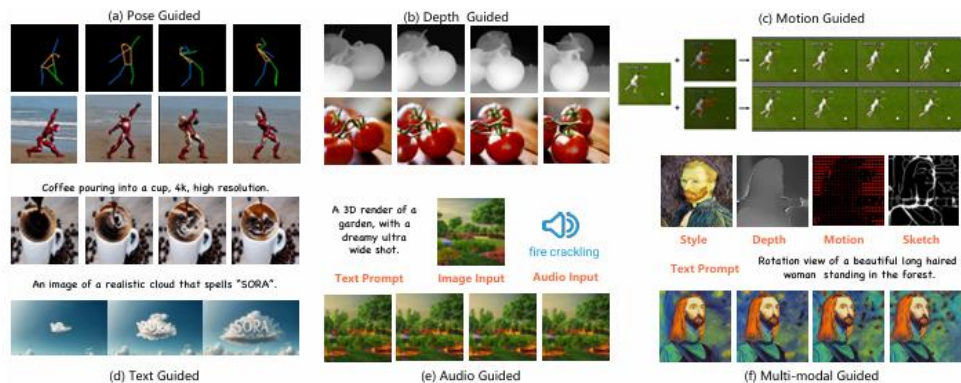 (a) Pose Guided
(b) Depth Guided
(c) Motion Guided
Coffee pouring into a cup, 4k, high resolution.
An image of a realistic cloud that spells "SORA".
SORA
(d) Text Guided
A 3D render of a
garden, with a
dreamy ultra
wide shot.
fire crackling
Text Prompt
Image Input
Audio Input
(e) Audio Guided
Style
Depth
Motion
Sketch
Text Prompt
Rotation view of a beautiful long haired
woman standing in the forest.
(f) Multi-modal Guided